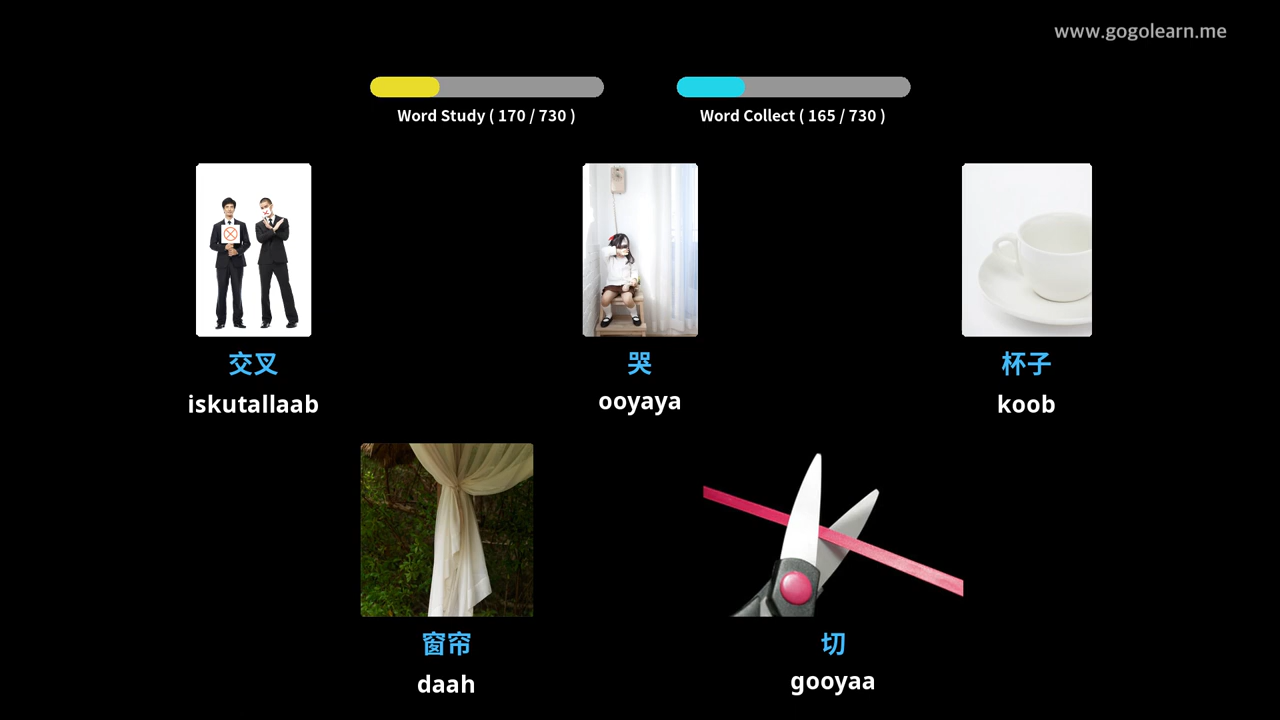 www.gogolearn.me
Word Study ( 170 / 730 )
Word Collect ( 165 / 730 )
交叉
iskutallaab
哭
ooyaya
杯子
koob
窗帘
daah
切
gooyaa